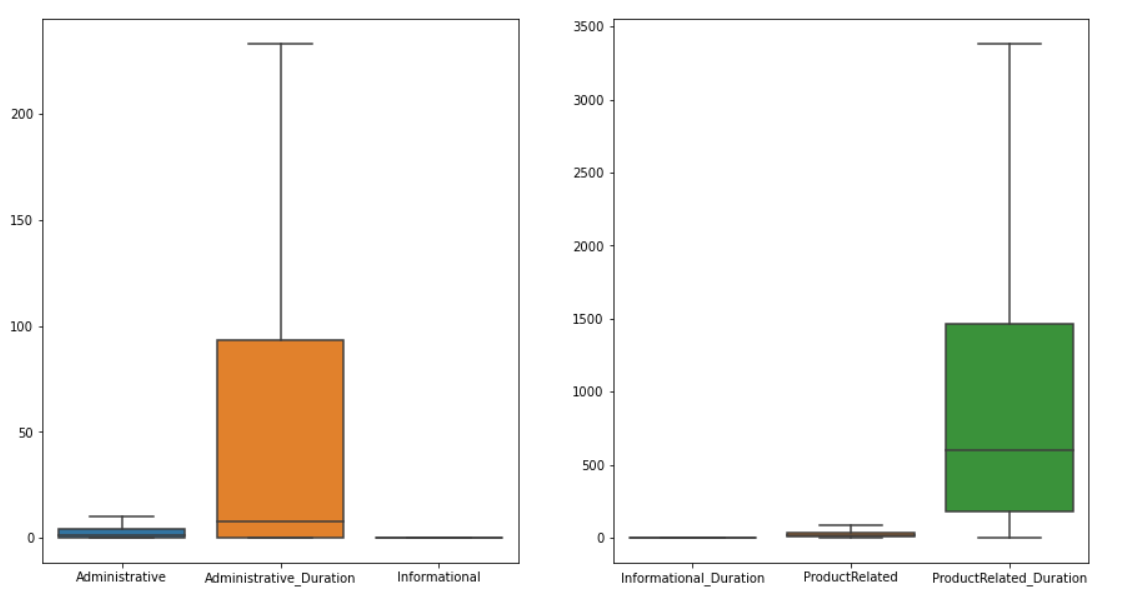 200
150
100
50
0
Administrative
Administrative_Duration
Informational
3500
3000
2500
2000
1500
1000
500
0
Informational_Duration
ProductRelated
ProductRelated_Duration